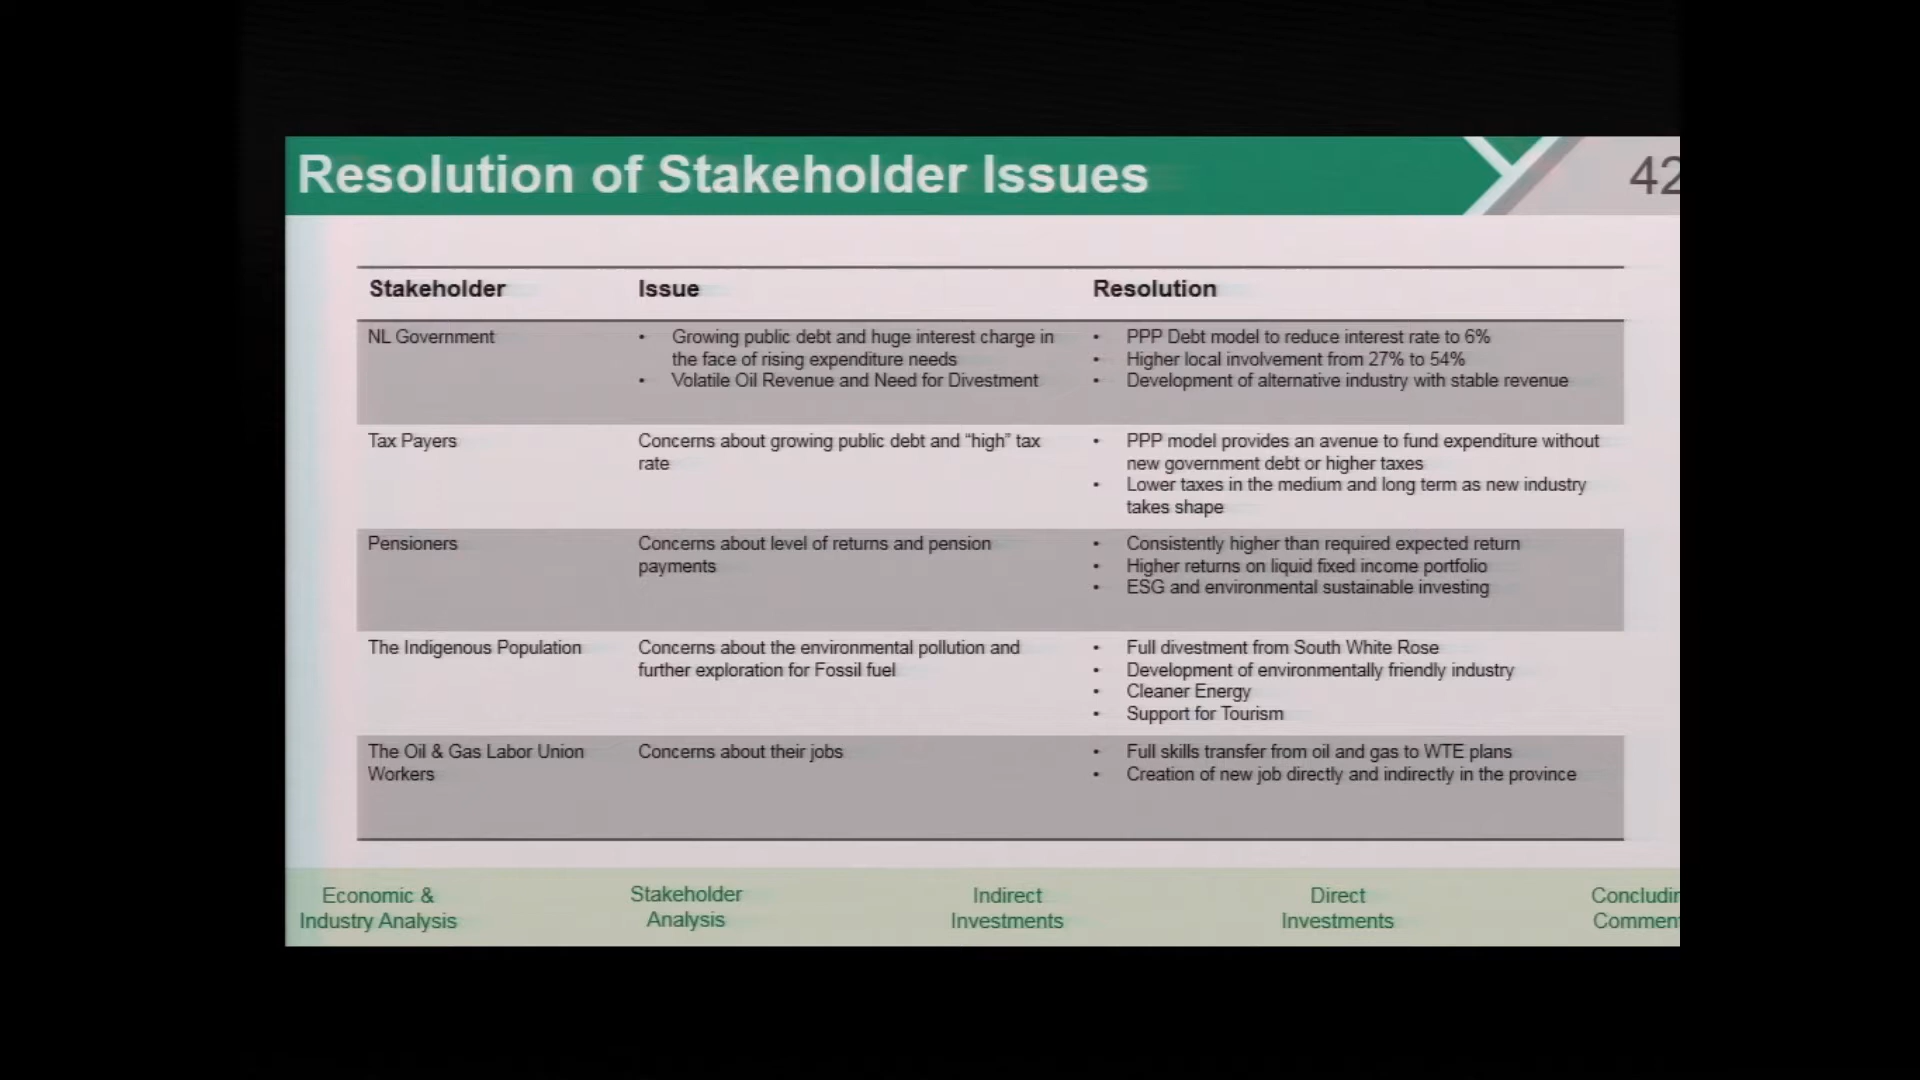 Resolution of Stakeholder Issues
42
Stakeholder Issue Resolution
NL Government
• Growing public debt and huge interest charge in
the face of rising expenditure needs
• Volatile Oil Revenue and Need for Divestment
• PPP Debt model to reduce interest rate to 6%
• Higher local involvement from 27% to 54%
• Development of alternative industry with stable revenue
Tax Payers
Concerns about growing public debt and “high” tax
rate
• PPP model provides an avenue to fund expenditure without
new government debt or higher taxes
• Lower taxes in the medium and long term as new industry
takes shape
Pensioners
Concerns about level of returns and pension
payments
• Consistently higher than required expected return
• Higher returns on liquid fixed income portfolio
• ESG and environmental sustainable investing
The Indigenous Population
Concerns about the environmental pollution and
further exploration for Fossil fuel
• Full divestment from South White Rose
• Development of environmentally friendly industry
• Cleaner Energy
• Support for Tourism
The Oil & Gas Labor Union
Workers
Concerns about their jobs
• Full skills transfer from oil and gas to WTE plans
• Creation of new job directly and indirectly in the province
Economic &
Industry Analysis
Stakeholder
Analysis
Indirect
Investments
Direct
Investments
Concludin
Commen